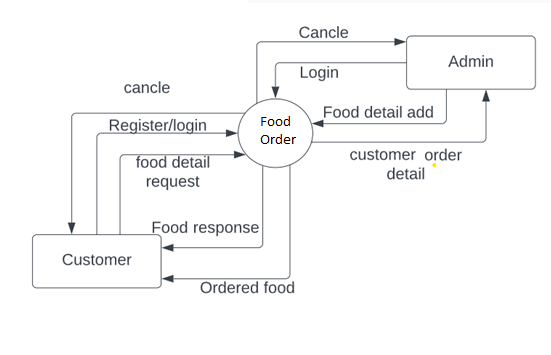 Cancle
Admin
Login
cancle
Food detail add
Register/login
Food
Order
customer order
detail
food detail
request
Food response
Customer
Ordered food